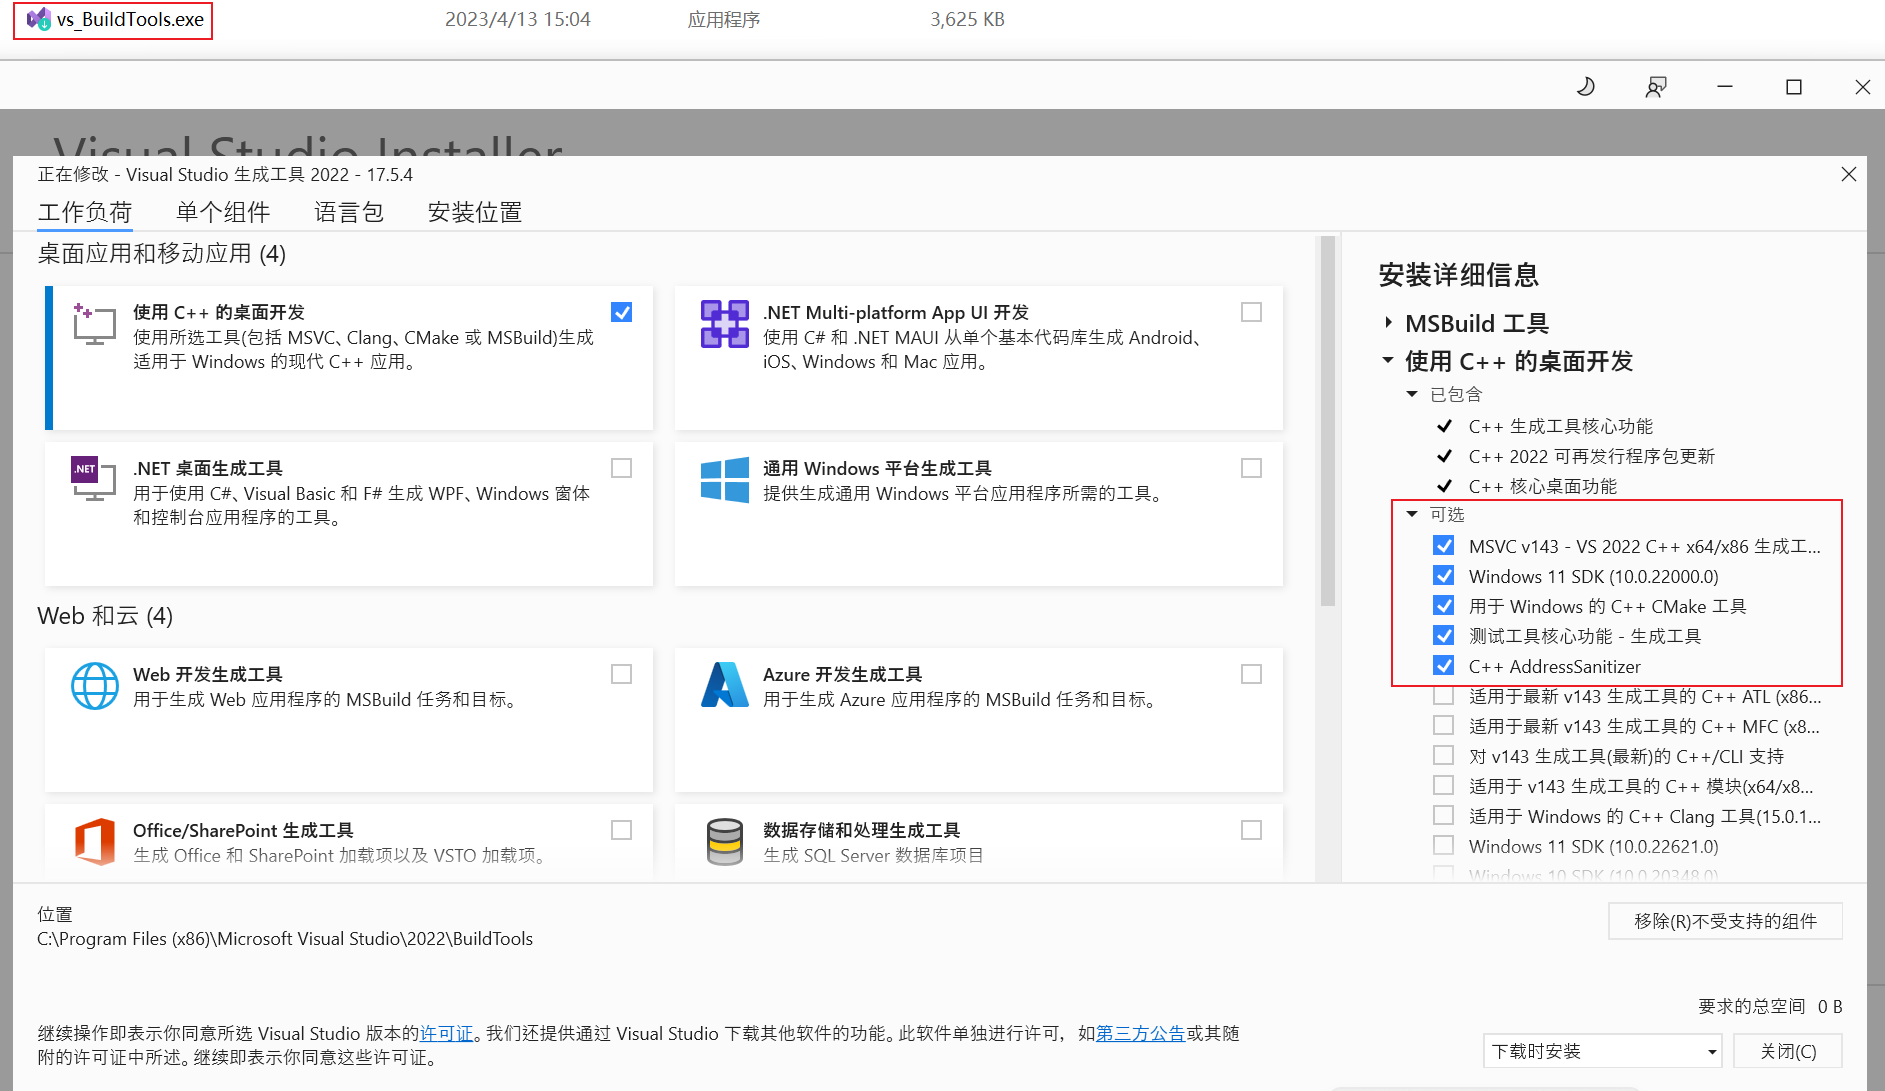 vs_BuildTools.exe 2023/4/13 15:04 应用程序 3,625 KB
Visual Studio Installer
正在修改 - Visual Studio 生成工具 2022 - 17.5.4
工作负荷 单个组件 语言包 安装位置
桌面应用和移动应用 (4)
使用 C++ 的桌面开发
使用所选工具(包括 MSVC、Clang、CMake 或 MSBuild)生成
适用于 Windows 的现代 C++ 应用。
.NET Multi-platform App UI 开发
使用 C# 和 .NET MAUI 从单个基本代码库生成 Android、
iOS、Windows 和 Mac 应用。
.NET
.NET 桌面生成工具
用于使用 C#、Visual Basic 和 F# 生成 WPF、Windows 窗体
和控制台应用程序的工具。
通用 Windows 平台生成工具
提供生成通用 Windows 平台应用程序所需的工具。
Web 和云 (4)
Web 开发生成工具
用于生成 Web 应用程序的 MSBuild 任务和目标。
Azure 开发生成工具
用于生成 Azure 应用程序的 MSBuild 任务和目标。
Office/SharePoint 生成工具
生成 Office 和 SharePoint 加载项以及 VSTO 加载项。
数据存储和处理生成工具
生成 SQL Server 数据库项目
安装详细信息
MSBuild 工具
使用 C++ 的桌面开发
已包含
C++ 生成工具核心功能
C++ 2022 可再发行程序包更新
C++ 核心桌面功能
可选
MSVC v143 - VS 2022 C++ x64/x86 生成工...
Windows 11 SDK (10.0.22000.0)
用于 Windows 的 C++ CMake 工具
测试工具核心功能 - 生成工具
C++ AddressSanitizer
适用于最新 v143 生成工具的 C++ ATL (x86...
适用于最新 v143 生成工具的 C++ MFC (x8...
对 v143 生成工具(最新)的 C++/CLI 支持
适用于 v143 生成工具的 C++ 模块(x64/x8...
适用于 Windows 的 C++ Clang 工具(15.0.1...
Windows 11 SDK (10.0.22621.0)
Windows 10 SDK (10.0.20348.0)
位置
C:\Program Files (x86)\Microsoft Visual Studio\2022\BuildTools
移除(R)不受支持的组件
要求的总空间 0 B
继续操作即表示你同意所选 Visual Studio 版本的许可证。我们还提供通过 Visual Studio 下载其他软件的功能。此软件单独进行许可，如第三方公告或其随
附的许可证中所述。继续即表示你同意这些许可证。
下载时安装 关闭(C)